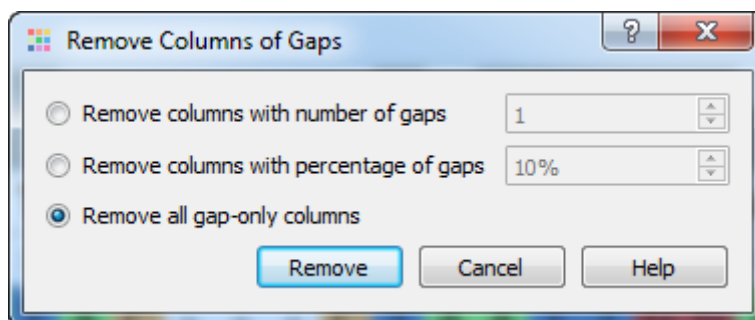 Remove Columns of Gaps
Remove columns with number of gaps 1
Remove columns with percentage of gaps 10%
Remove all gap-only columns
Remove Cancel Help